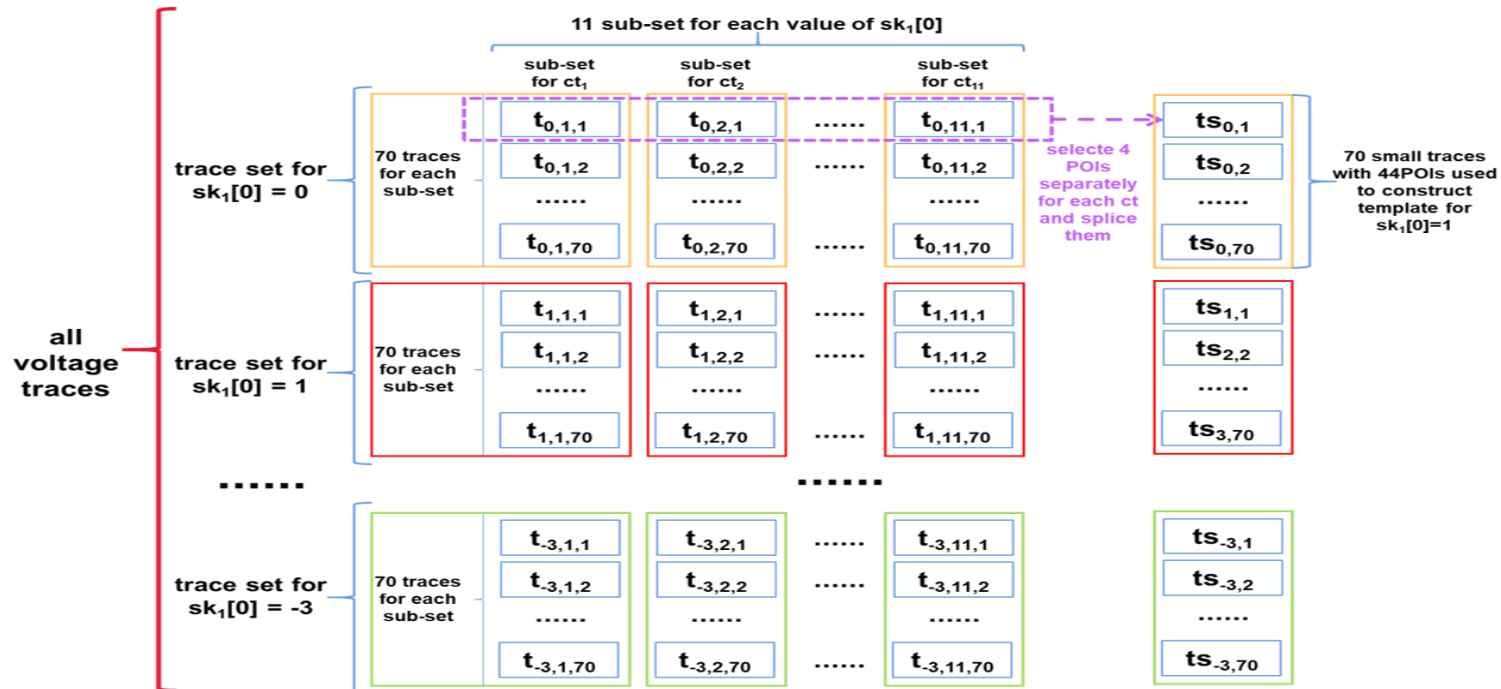 11 sub-set for each value of sk₁[0]
sub-set
for ct₁
sub-set
for ct₂
sub-set
for ct₁₁
all
voltage
traces
trace set for
sk₁[0] = 0
70 traces
for each
sub-set
t₀,₁,₁
t₀,₂,₁
......
t₀,₁₁,₁
t₀,₁,₂
t₀,₂,₂
......
t₀,₁₁,₂
......
......
......
t₀,₁,₇₀
t₀,₂,₇₀
......
t₀,₁₁,₇₀
selecte 4
POIs
separately
for each ct
and splice
them
ts₀,₁
ts₀,₂
......
ts₀,₇₀
70 small traces
with 44POIs used
to construct
template for
sk₁[0]=1
trace set for
sk₁[0] = 1
70 traces
for each
sub-set
t₁,₁,₁
t₁,₂,₁
......
t₁,₁₁,₁
t₁,₁,₂
t₁,₂,₂
......
t₁,₁₁,₂
......
......
......
t₁,₁,₇₀
t₁,₂,₇₀
......
t₁,₁₁,₇₀
ts₁,₁
ts₂,₂
......
ts₃,₇₀
......
......
trace set for
sk₁[0] = -3
70 traces
for each
sub-set
t₋₃,₁,₁
t₋₃,₂,₁
......
t₋₃,₁₁,₁
t₋₃,₁,₂
t₋₃,₂,₂
......
t₋₃,₁₁,₂
......
......
......
t₋₃,₁,₇₀
t₋₃,₂,₇₀
......
t₋₃,₁₁,₇₀
ts₋₃,₁
ts₋₃,₂
......
ts₋₃,₇₀